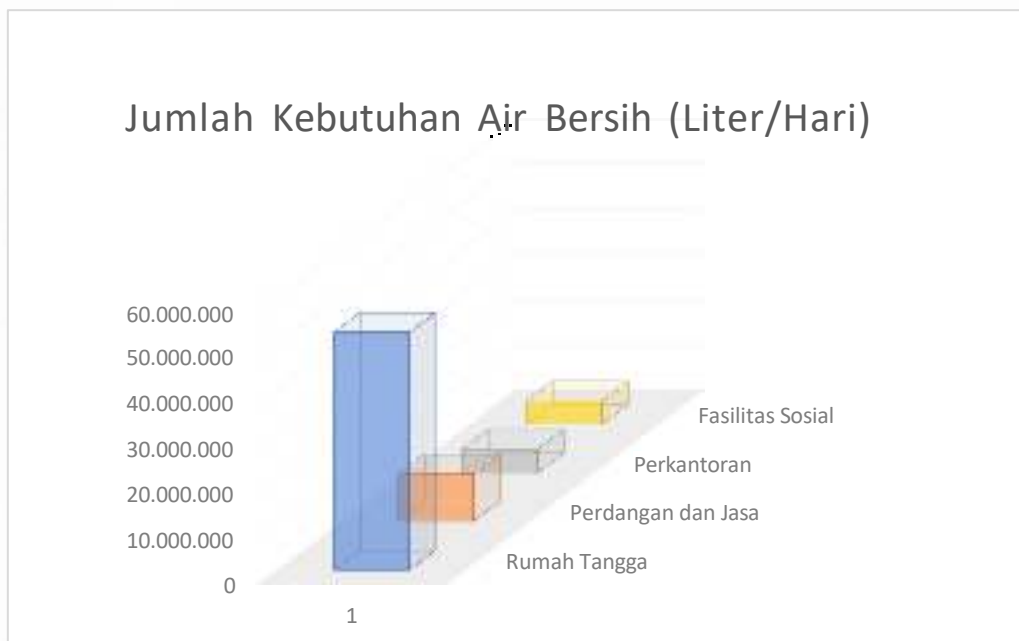 Jumlah Kebutuhan Air Bersih (Liter/Hari)
60.000.000
50.000.000
40.000.000
30.000.000
20.000.000
10.000.000
0
1
Fasilitas Sosial
Perkantoran
Perdangan dan Jasa
Rumah Tangga